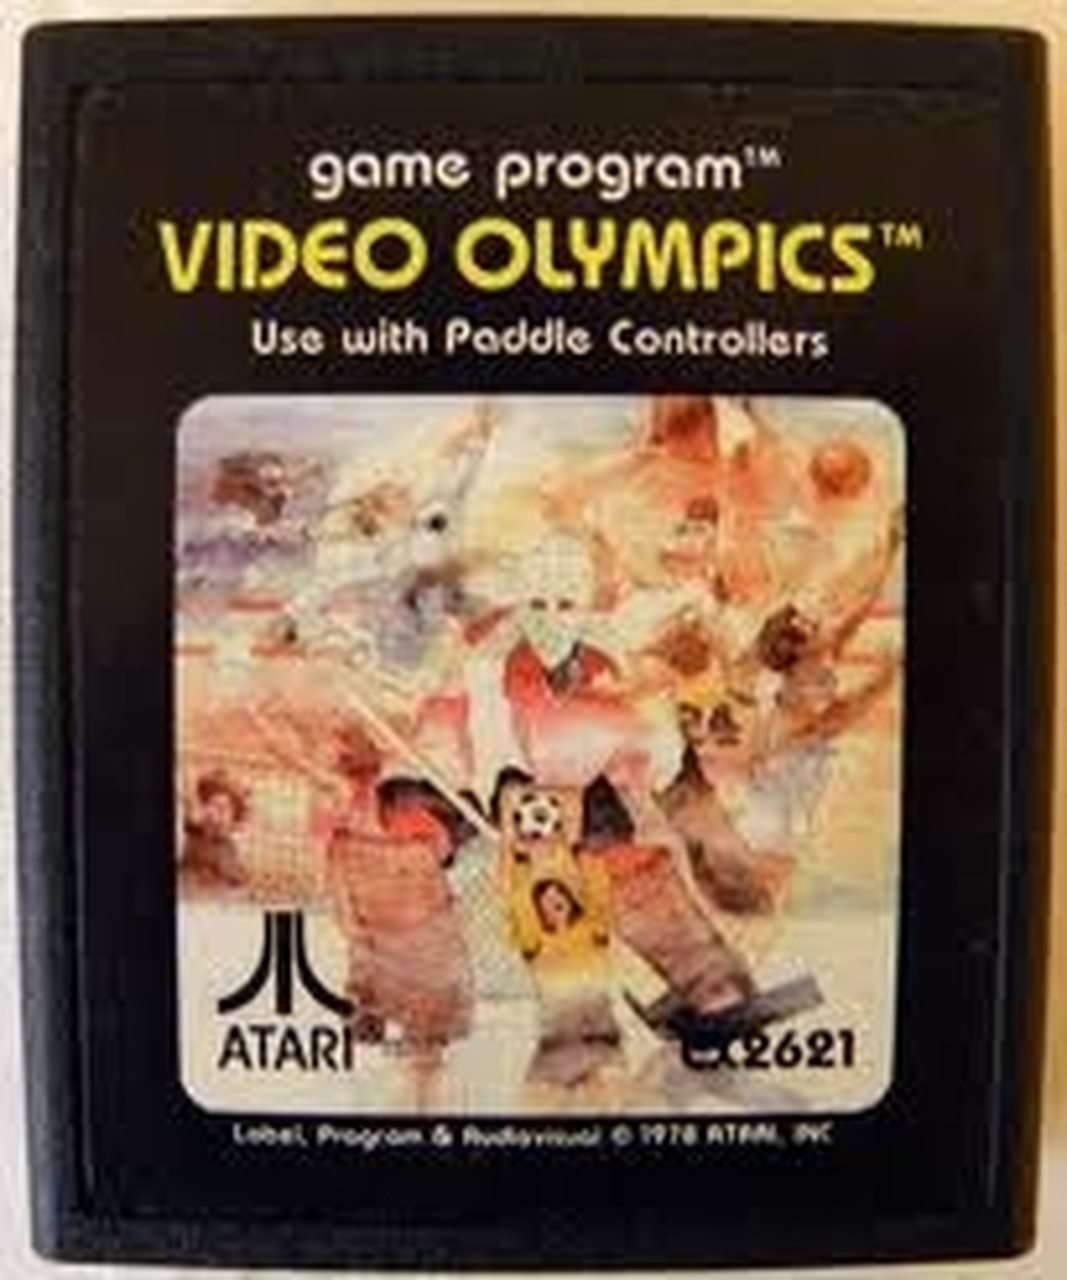 game program™
VIDEO OLYMPICS™
Use with Paddle Controllers
ATARI®
CX2621
Label, Program & Audiovisual © 1978 ATARI, INC